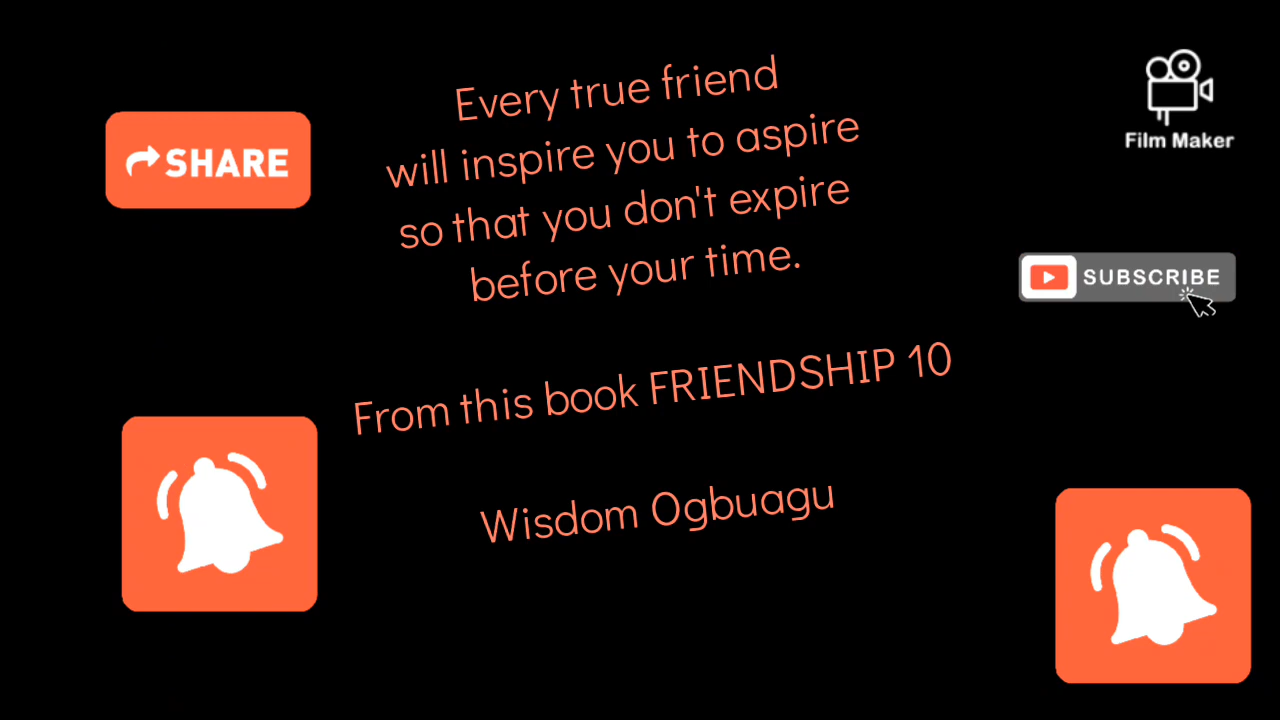 Every true friend
will inspire you to aspire
so that you don't expire
before your time.
From this book FRIENDSHIP 10
Wisdom Ogbuagu
SHARE
Film Maker
SUBSCRIBE